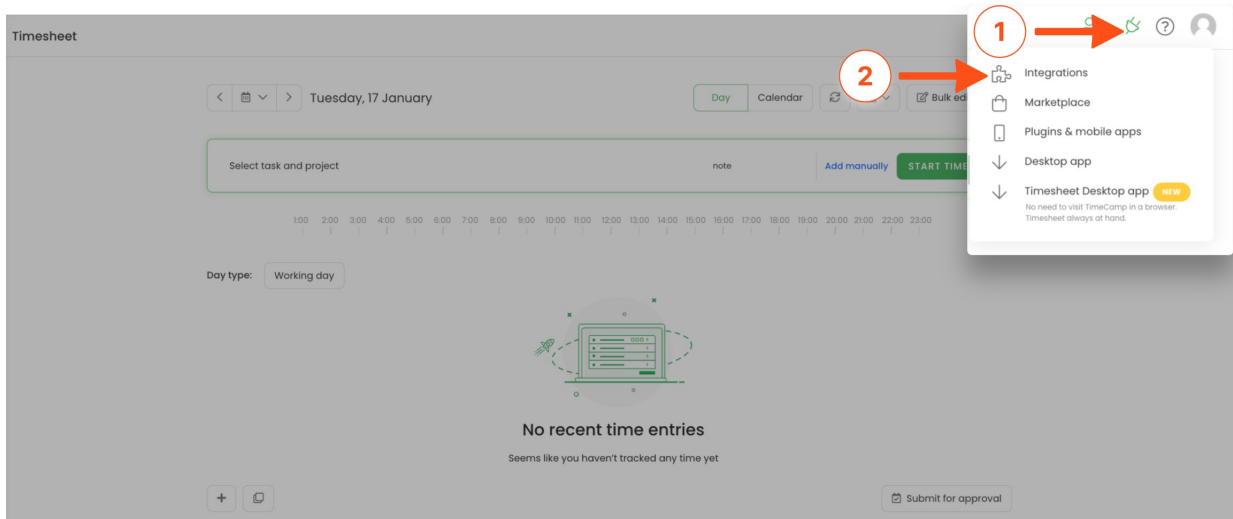 Timesheet
1
2
Tuesday, 17 January
Day
Calendar
Bulk edi
Select task and project
note
Add manually
START TIME
1:00 2:00 3:00 4:00 5:00 6:00 7:00 8:00 9:00 10:00 11:00 12:00 13:00 14:00 15:00 16:00 17:00 18:00 19:00 20:00 21:00 22:00 23:00
Day type:
Working day
No recent time entries
Seems like you haven't tracked any time yet
Submit for approval
Integrations
Marketplace
Plugins & mobile apps
Desktop app
Timesheet Desktop app NEW
No need to visit TimeCamp in a browser.
Timesheet always at hand.